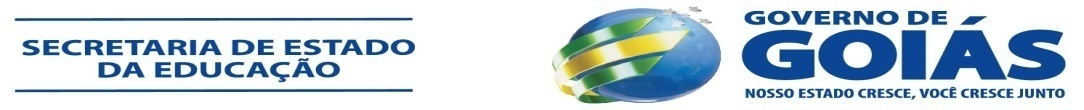 SECRETARIA DE ESTADO
DA EDUCAÇÃO
GOVERNO DE
GOIÁS
NOSSO ESTADO CRESCE, VOCÊ CRESCE JUNTO